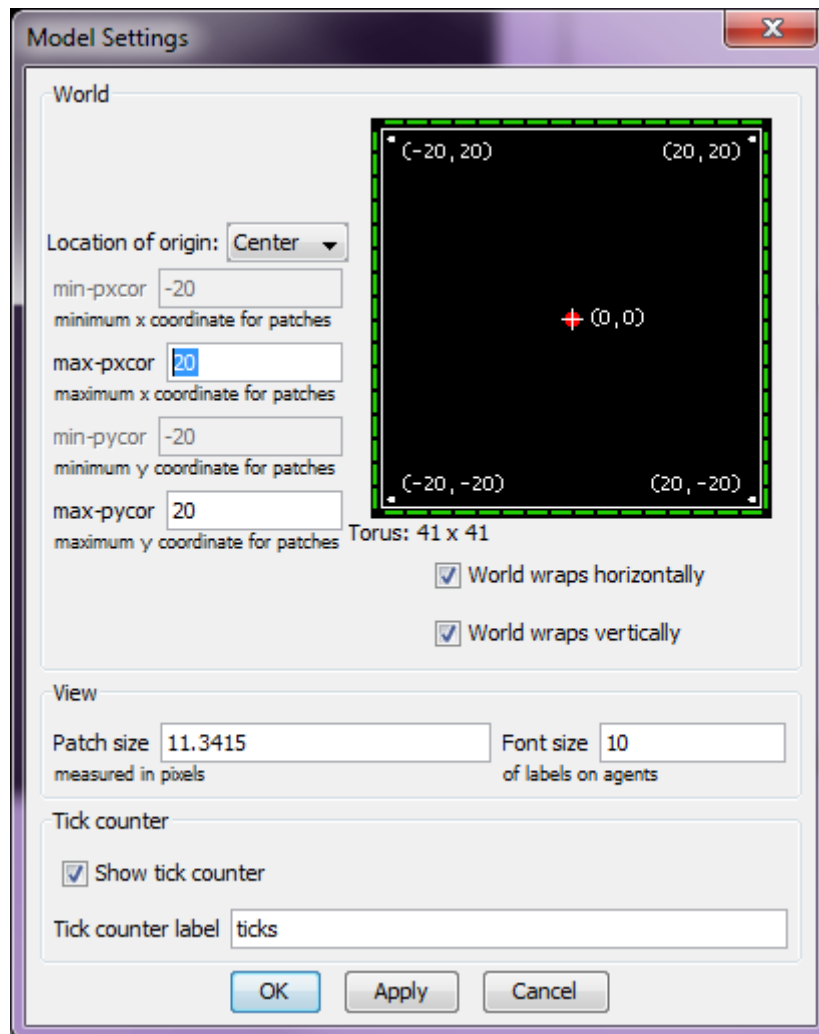 Model Settings
World
(-20,20) (20,20)
Location of origin: Center
min-pxcor -20
minimum x coordinate for patches
(0,0)
max-pxcor 20
maximum x coordinate for patches
min-pycor -20
minimum y coordinate for patches
(-20,-20) (20,-20)
max-pycor 20
maximum y coordinate for patches
Torus: 41 x 41
World wraps horizontally
World wraps vertically
View
Patch size 11.3415 Font size 10
measured in pixels of labels on agents
Tick counter
Show tick counter
Tick counter label ticks
OK Apply Cancel